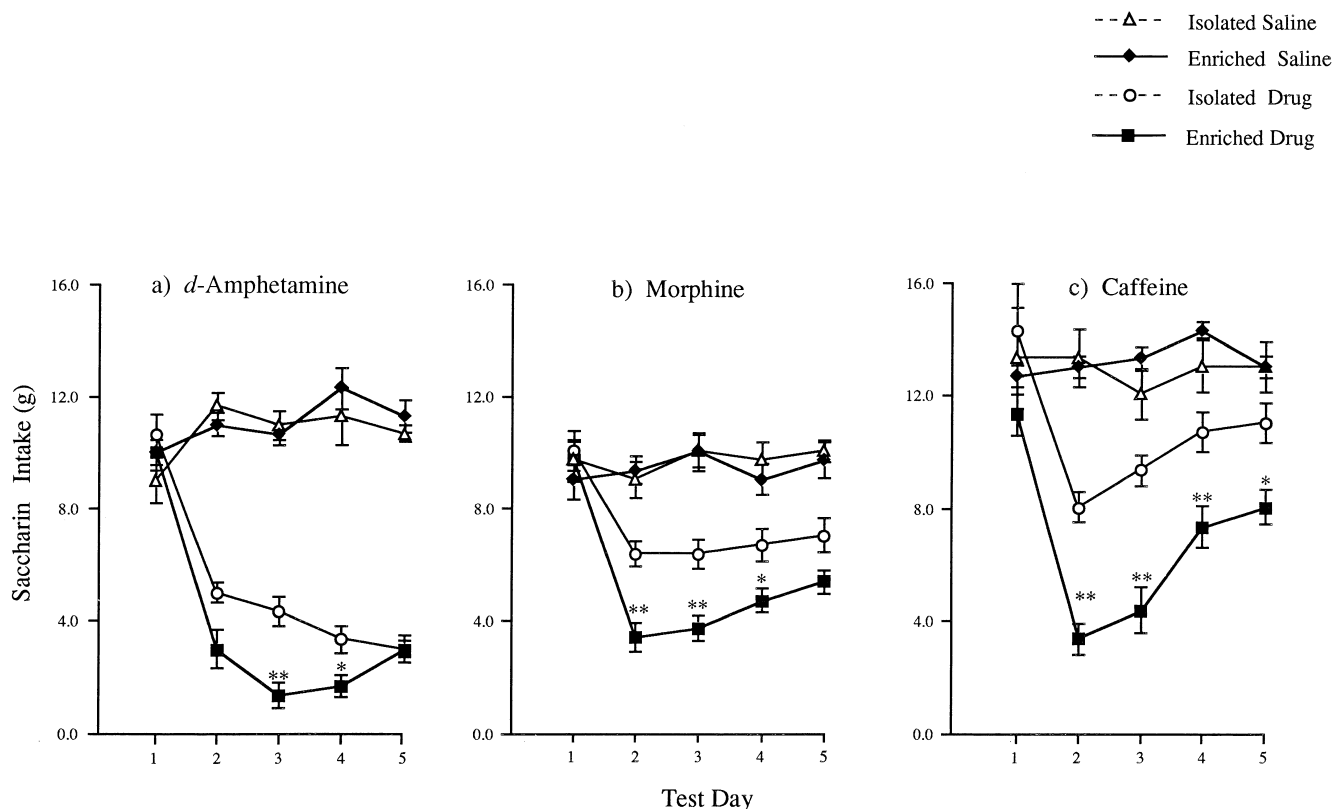 Isolated Saline
Enriched Saline
Isolated Drug
Enriched Drug
a) d-Amphetamine
b) Morphine
c) Caffeine
Saccharin Intake (g)
16.0
12.0
8.0
4.0
0.0
** *
1 2 3 4 5
16.0
12.0
8.0
4.0
0.0
** ** *
1 2 3 4 5
16.0
12.0
8.0
4.0
0.0
** ** ** *
1 2 3 4 5
Test Day